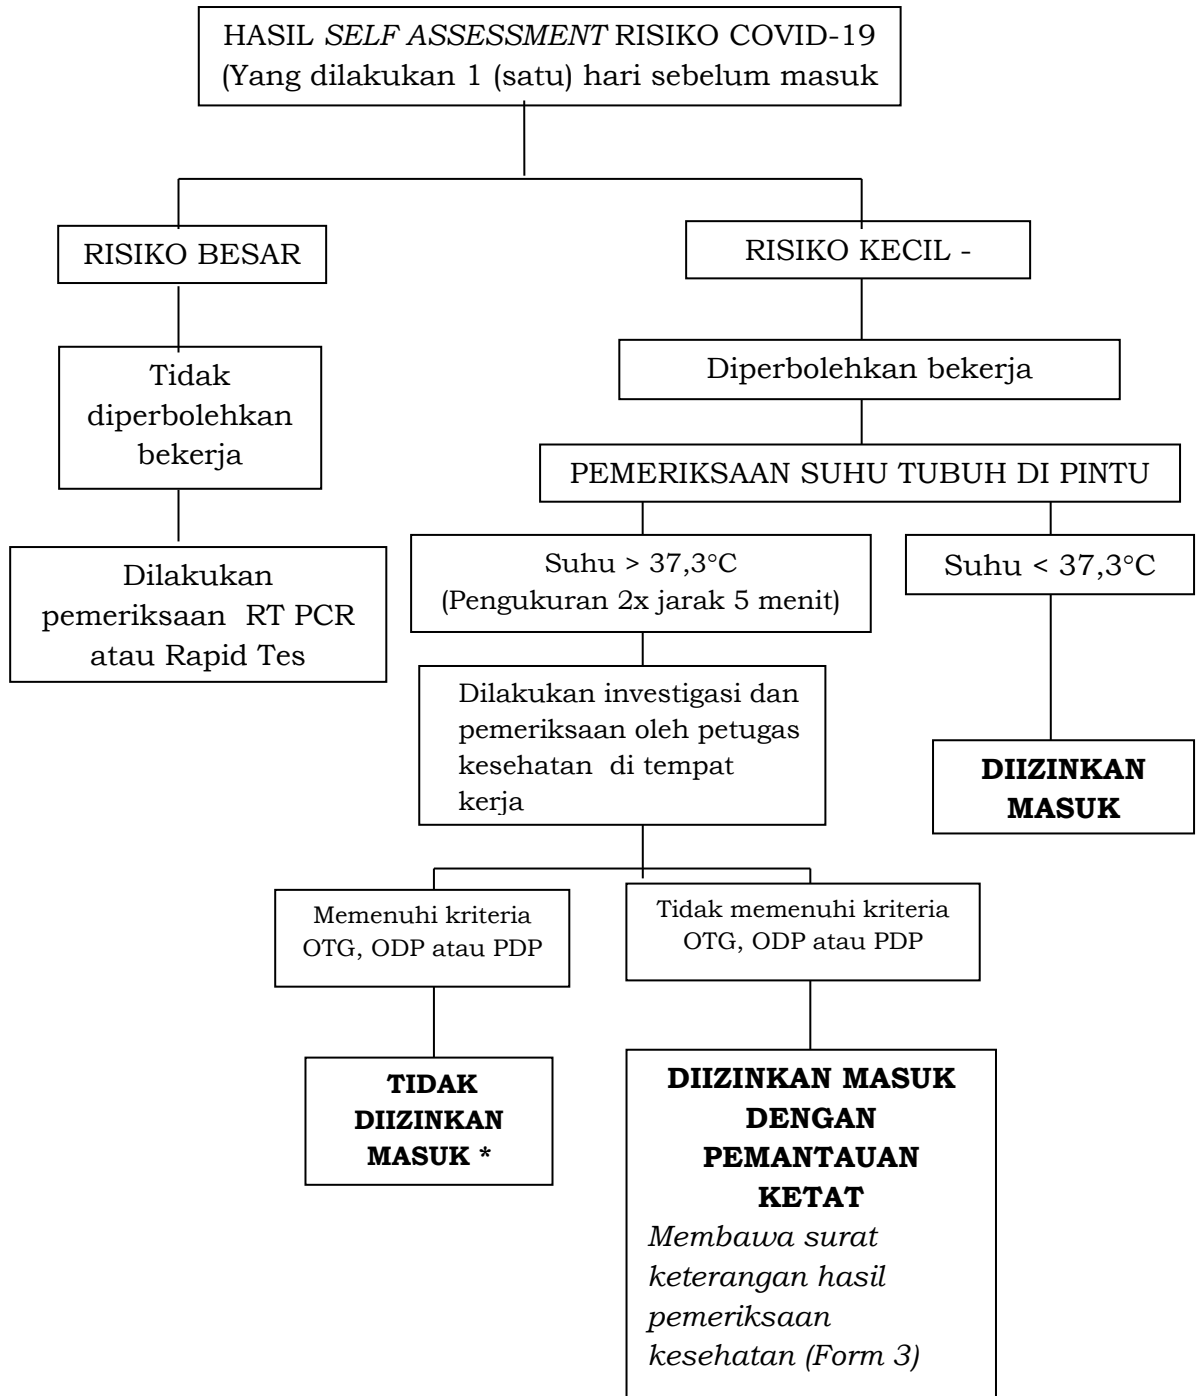 HASIL SELF ASSESSMENT RISIKO COVID-19
(Yang dilakukan 1 (satu) hari sebelum masuk
RISIKO BESAR
RISIKO KECIL -
Tidak
diperbolehkan
bekerja
Diperbolehkan bekerja
PEMERIKSAAN SUHU TUBUH DI PINTU
Dilakukan
pemeriksaan RT PCR
atau Rapid Tes
Suhu > 37,3°C
(Pengukuran 2x jarak 5 menit)
Suhu < 37,3°C
Dilakukan investigasi dan
pemeriksaan oleh petugas
kesehatan di tempat
kerja
DIIZINKAN
MASUK
Memenuhi kriteria
OTG, ODP atau PDP
Tidak memenuhi kriteria
OTG, ODP atau PDP
TIDAK
DIIZINKAN
MASUK *
DIIZINKAN MASUK
DENGAN
PEMANTAUAN
KETAT
Membawa surat
keterangan hasil
pemeriksaan
kesehatan (Form 3)